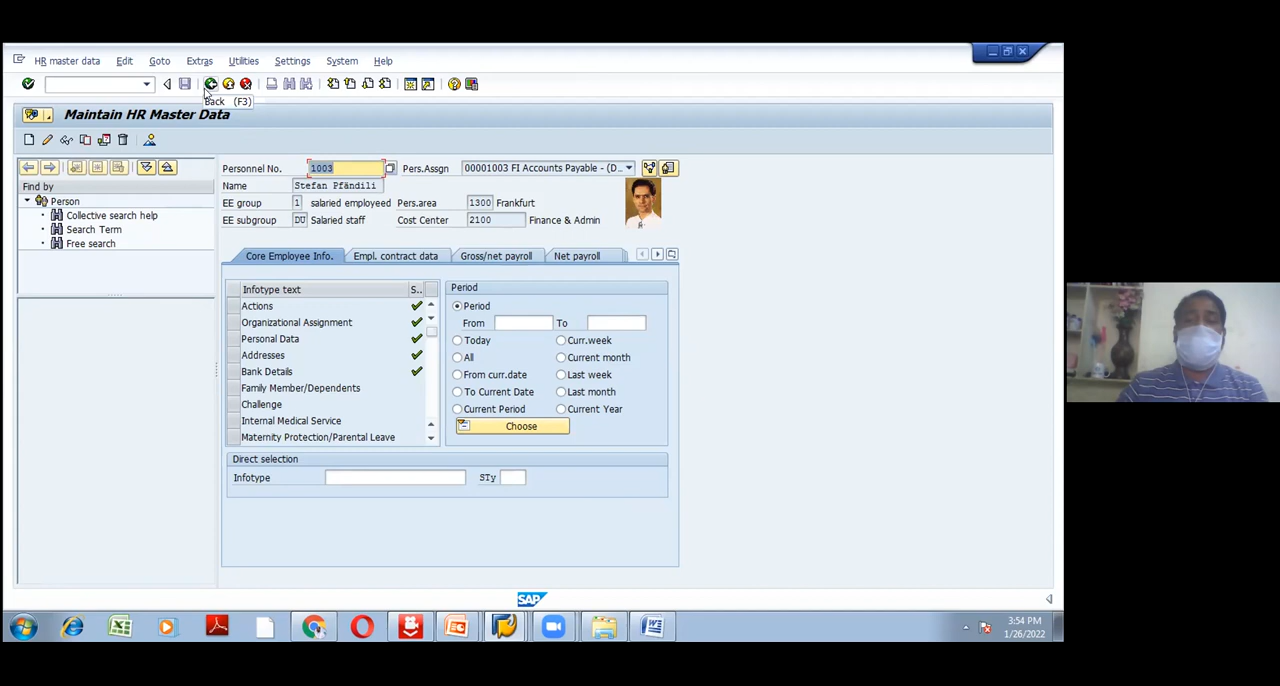 HR master data Edit Goto Extras Utilities Settings System Help
Back (F3)
Maintain HR Master Data
Personnel No. 1003 Pers.Assgn 00001003 FI Accounts Payable - (D...
Find by
Name Stefan Pfändili
Person
EE group 1 salaried employeed Pers.area 1300 Frankfurt
Collective search help
EE subgroup DU Salaried staff Cost Center 2100 Finance & Admin
Search Term
Free search
Core Employee Info. Empl. contract data Gross/net payroll Net payroll
Infotype text S..
Period
Actions
Period
Organizational Assignment
From To
Personal Data
Today Curr.week
Addresses
All Current month
Bank Details
From curr.date Last week
Family Member/Dependents
To Current Date Last month
Challenge
Current Period Current Year
Internal Medical Service
Choose
Maternity Protection/Parental Leave
Direct selection
Infotype STy
SAP
3:54 PM
1/26/2022